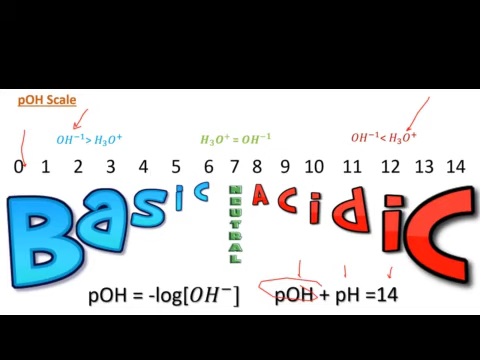 pOH Scale
OH⁻¹> H₃O⁺ H₃O⁺ = OH⁻¹ OH⁻¹< H₃O⁺
0 1 2 3 4 5 6 7 8 9 10 11 12 13 14
Basic NEUTRAL Acidic
pOH = -log[OH⁻] pOH + pH =14